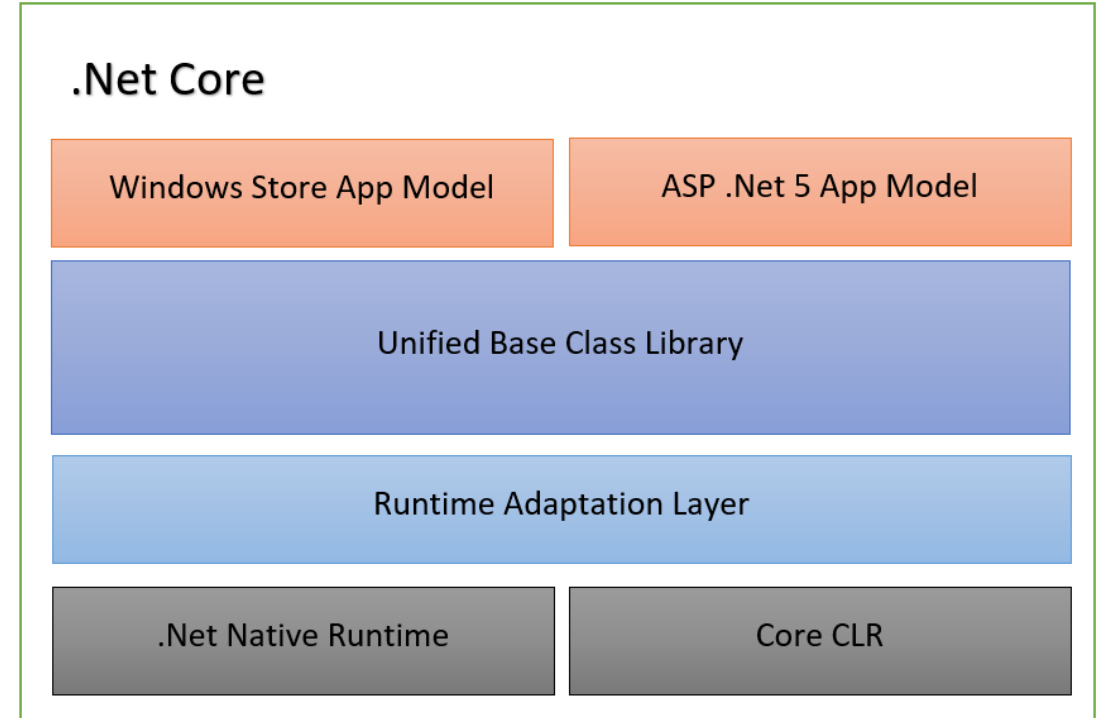 .Net Core
Windows Store App Model
ASP .Net 5 App Model
Unified Base Class Library
Runtime Adaptation Layer
.Net Native Runtime
Core CLR